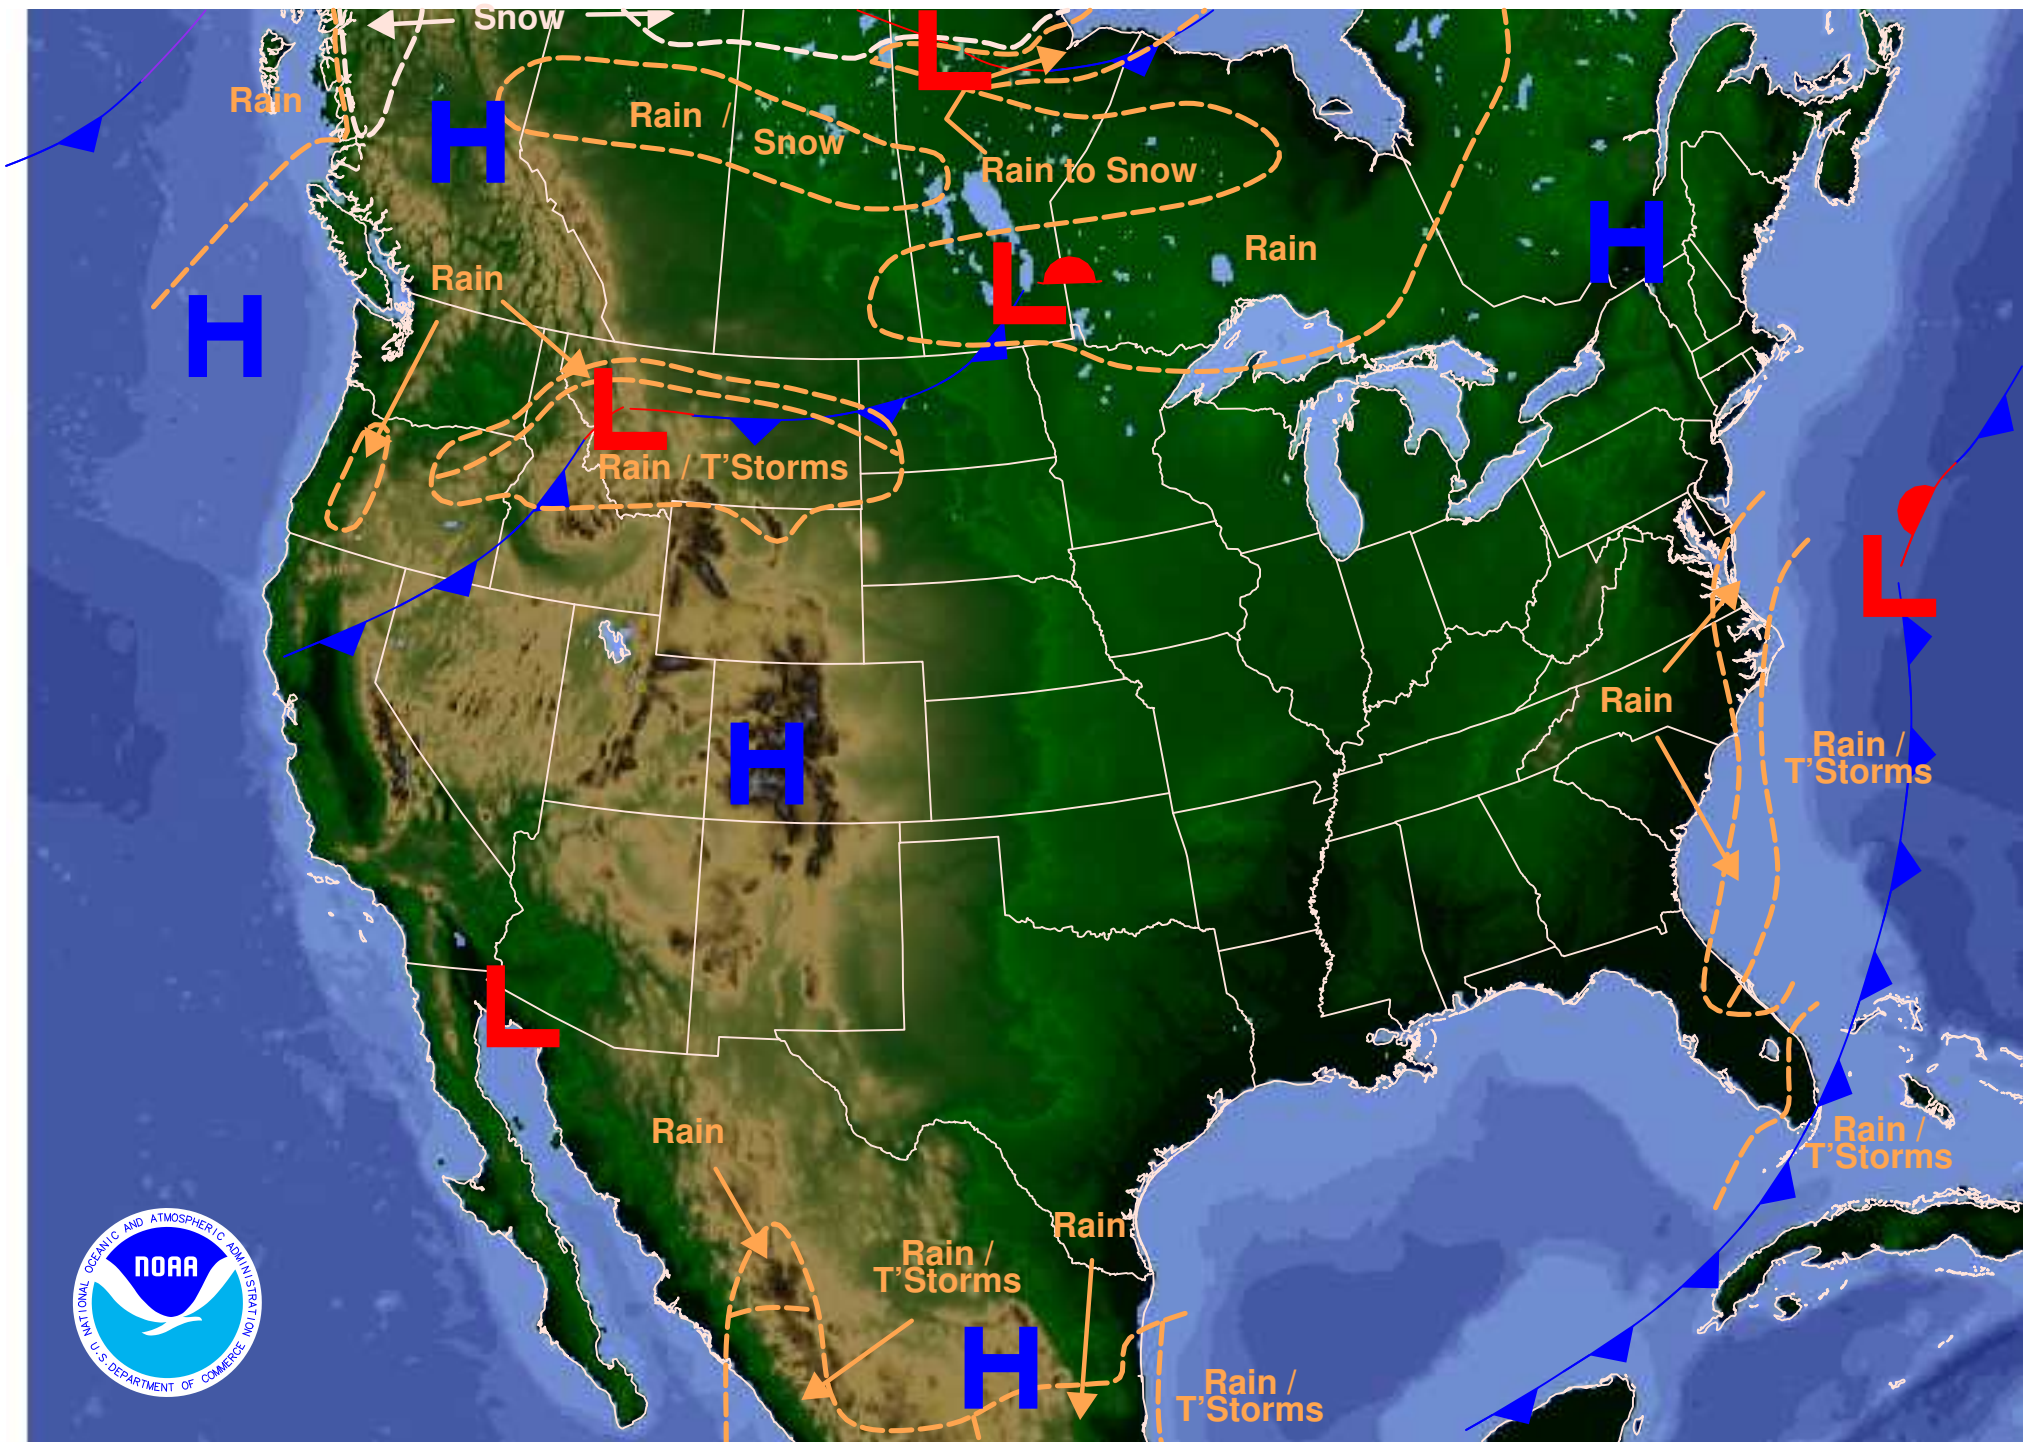 Snow
Rain
H
L
Rain /
Snow
Rain to Snow
H
L
Rain
H
Rain
H
L
Rain / T'Storms
L
Rain
H
Rain /
T'Storms
L
Rain
Rain /
T'Storms
Rain
Rain /
T'Storms
H
Rain /
T'Storms
NATIONAL OCEANIC AND ATMOSPHERIC ADMINISTRATION
NOAA
U.S. DEPARTMENT OF COMMERCE